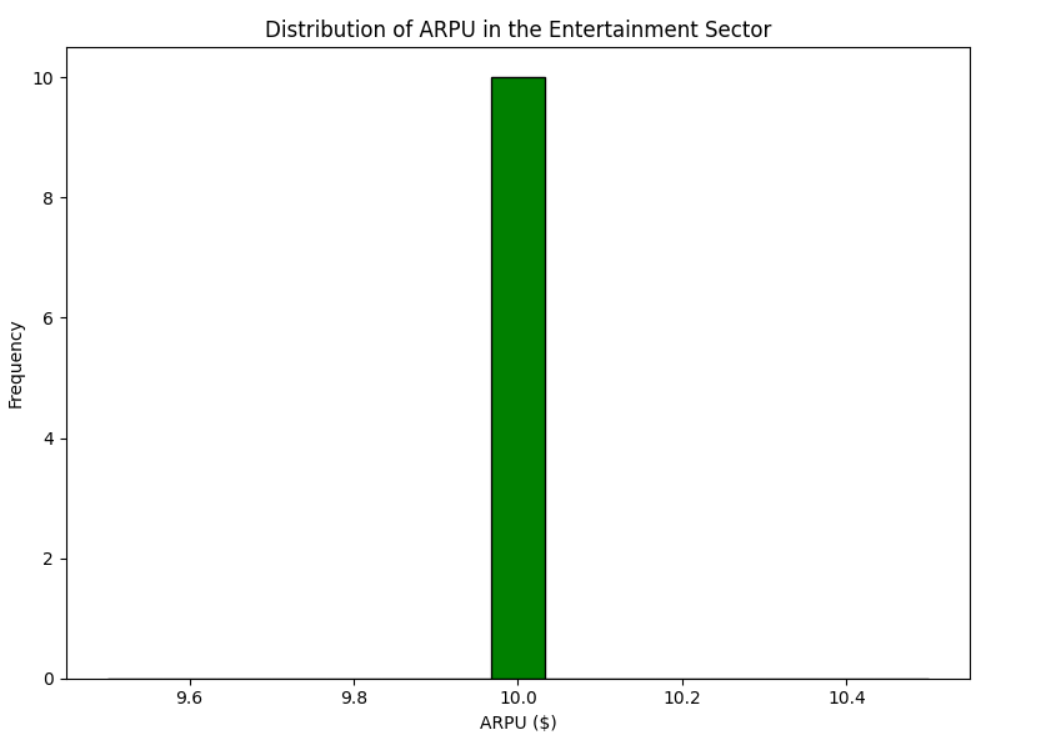 Distribution of ARPU in the Entertainment Sector
10
8
6
4
2
0
Frequency
9.6 9.8 10.0 10.2 10.4
ARPU ($)